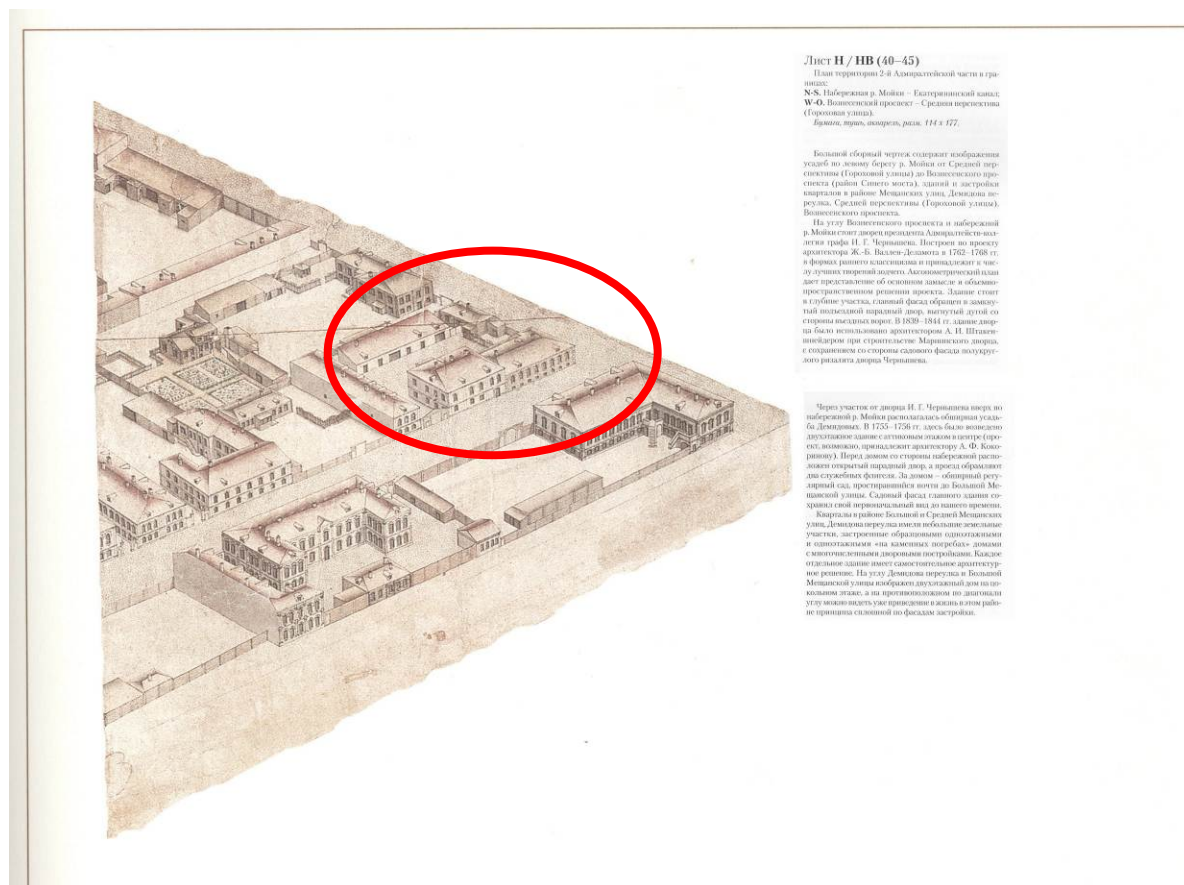 Лист Н / НВ (40–45)
План территории 2-й Адмиралтейской части в гра-
ницах:
N-S. Набережная р. Мойки – Екатерининский канал;
W-O. Вознесенский проспект – Средняя перспектива
(Гороховая улица).
Бумага, тушь, акварель, разм. 114 x 177.
Большой сборный чертеж содержит изображения
усадеб по левому берегу р. Мойки от Средней пер-
спективы (Гороховой улицы) до Вознесенского про-
спекта (район Синего моста), зданий и застройки
кварталов в районе Мещанских улиц, Демидова пе-
реулка, Средней перспективы (Гороховой улицы),
Вознесенского проспекта.
На углу Вознесенского проспекта и набережной
р. Мойки стоит дворец президента Адмиралтейств-кол-
легии графа И. Г. Чернышева. Построен по проекту
архитектора Ж.-Б. Валлен-Деламота в 1762–1768 гг.
в формах раннего классицизма и принадлежит к чис-
лу лучших творений зодчего. Аксонометрический план
дает представление об основном замысле и объемно-
пространственном решении проекта. Здание стоит
в глубине участка, главный фасад обращен в замкну-
тый подъездной парадный двор, выгнутый дугой со
стороны въездных ворот. В 1839–1844 гг. здание двор-
ца было использовано архитектором А. И. Штакен-
шнейдером при строительстве Мариинского дворца,
с сохранением со стороны садового фасада полукруг-
лого ризалита дворца Чернышева.
Через участок от дворца И. Г. Чернышева вверх по
набережной р. Мойки располагалась обширная усадь-
ба Демидовых. В 1755–1756 гг. здесь было возведено
двухэтажное здание с аттиковым этажом в центре (про-
ект, возможно, принадлежит архитектору А. Ф. Коко-
ринову). Перед домом со стороны набережной распо-
ложен открытый парадный двор, а проезд обрамляют
два служебных флигеля. За домом – обширный регу-
лярный сад, простиравшийся почти до Большой Ме-
щанской улицы. Садовый фасад главного здания со-
хранил свой первоначальный вид до нашего времени.
Кварталы в районе Большой и Средней Мещанских
улиц, Демидова переулка имели небольшие земельные
участки, застроенные образцовыми одноэтажными
и одноэтажными «на каменных погребах» домами
с многочисленными дворовыми постройками. Каждое
отдельное здание имеет самостоятельное архитектур-
ное решение. На углу Демидова переулка и Большой
Мещанской улицы изображен двухэтажный дом на цо-
кольном этаже, а на противоположном по диагонали
углу можно видеть уже приведение в жизнь в этом райо-
не принципа сплошной по фасадам застройки.